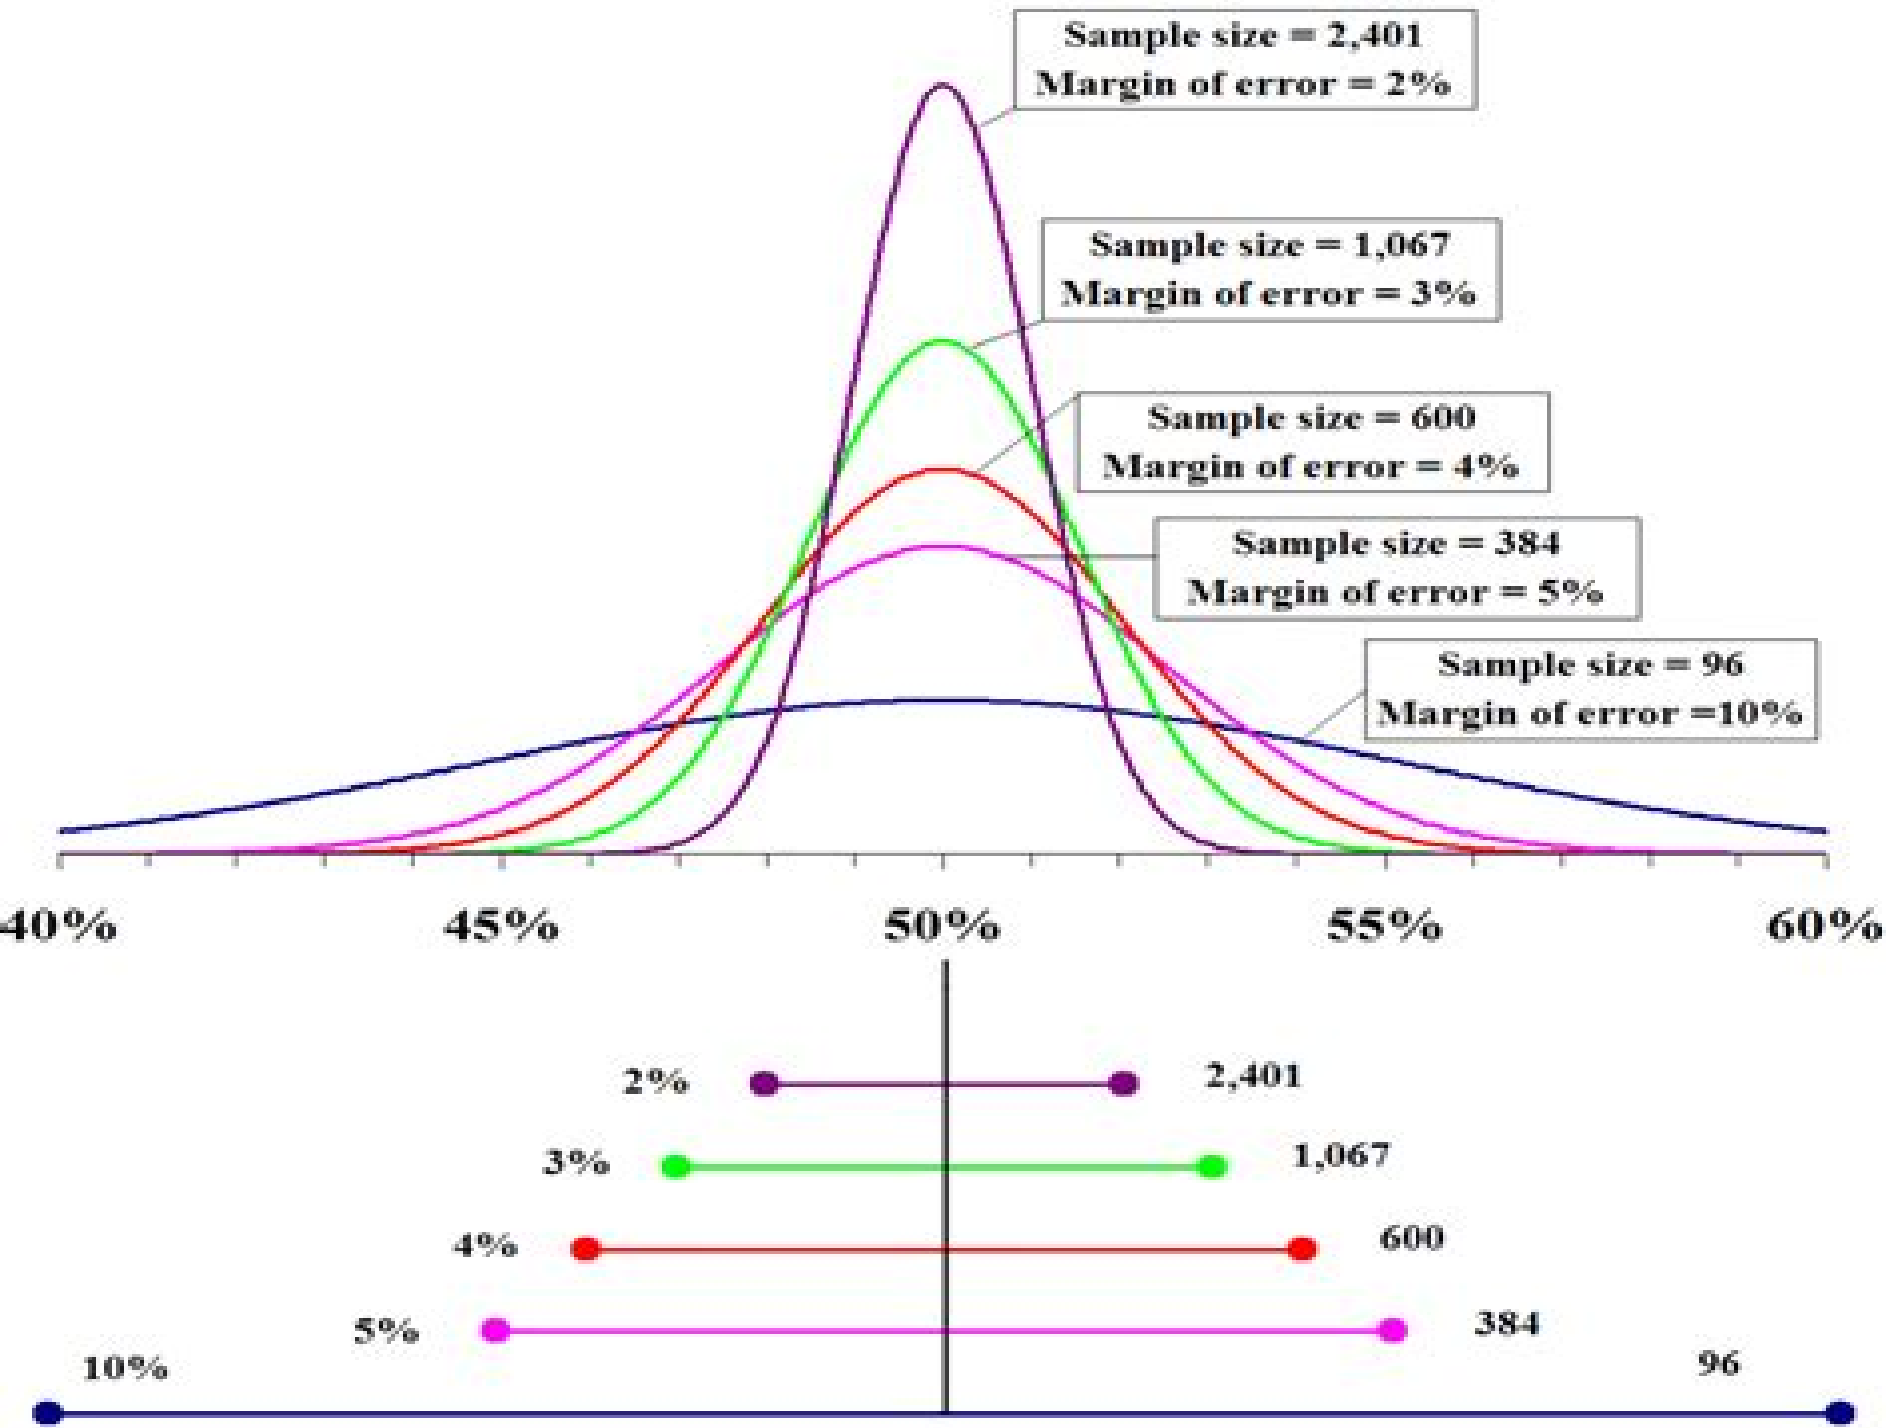 Sample size = 2,401
Margin of error = 2%
Sample size = 1,067
Margin of error = 3%
Sample size = 600
Margin of error = 4%
Sample size = 384
Margin of error = 5%
Sample size = 96
Margin of error =10%
40% 45% 50% 55% 60%
2% 2,401
3% 1,067
4% 600
5% 384
10% 96